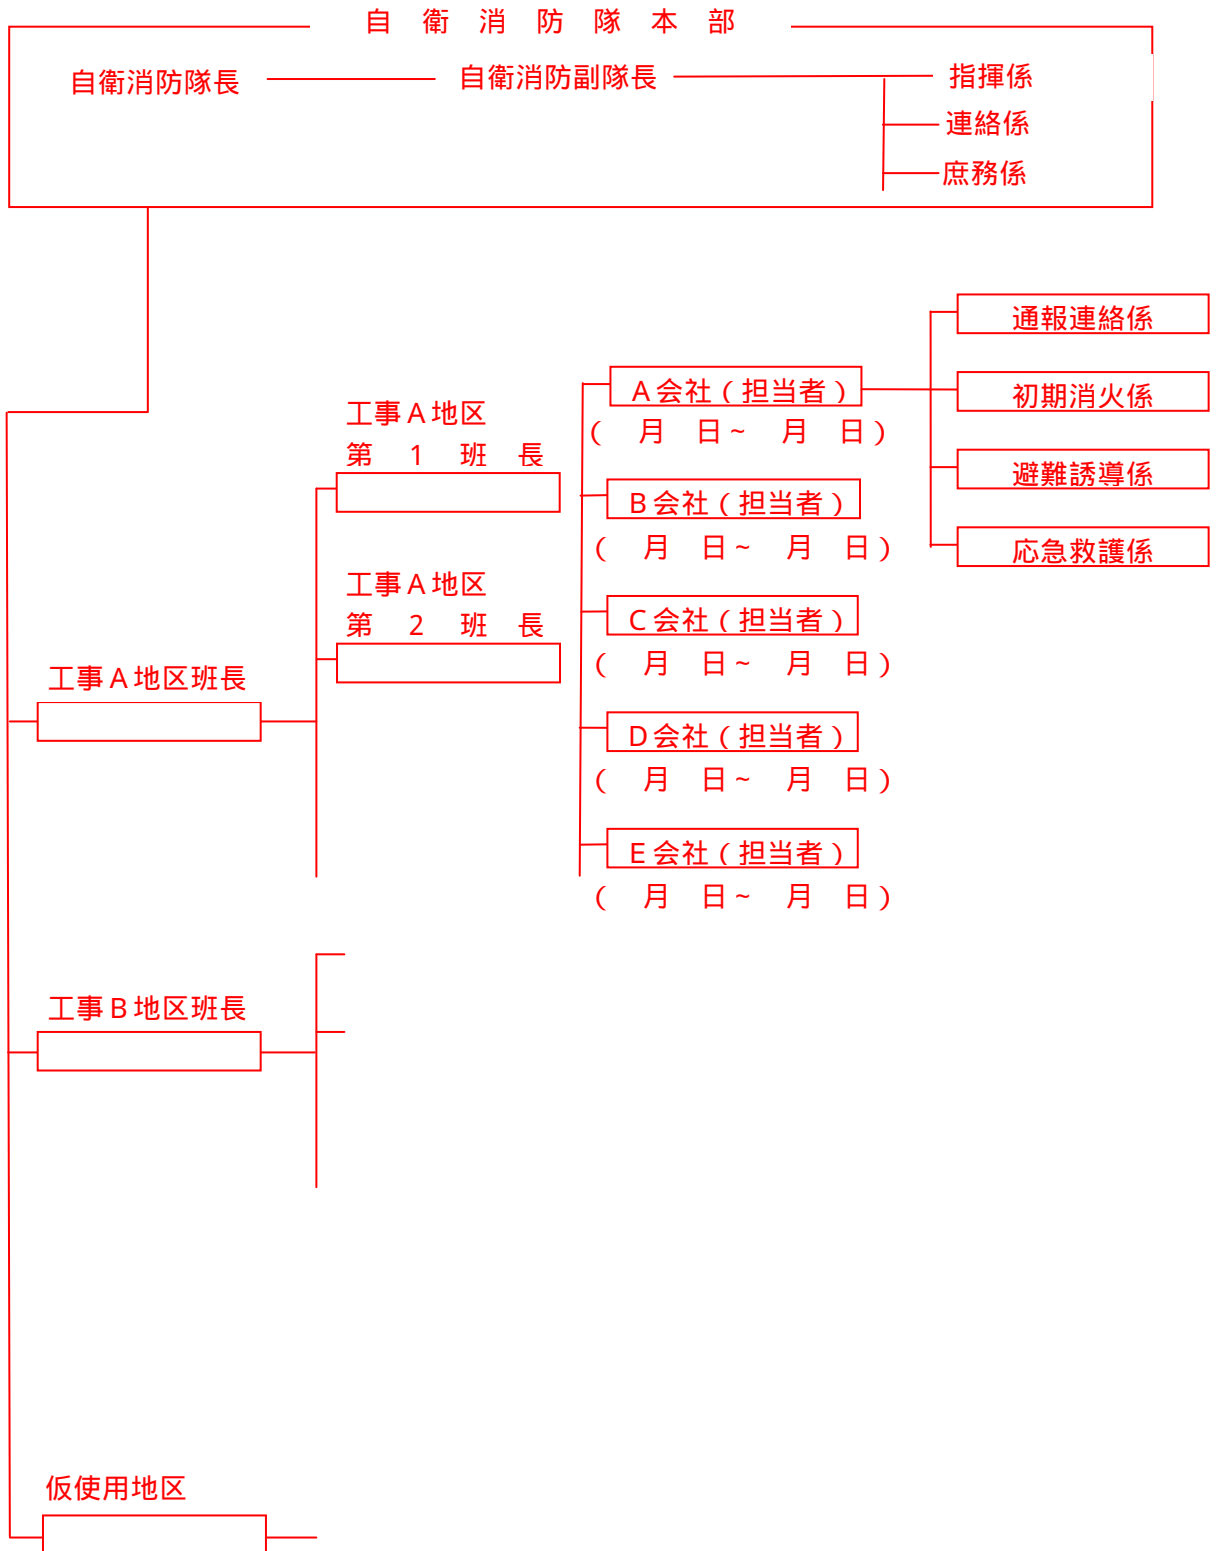 自　衛　消　防　隊　本　部
自衛消防隊長　自衛消防副隊長　指揮係
連絡係
庶務係
通報連絡係
A会社（担当者）　初期消火係
工事A地区　（　月　日～　月　日）
第　1　班　長　避難誘導係
B会社（担当者）
（　月　日～　月　日）　応急救護係
工事A地区
第　2　班　長　C会社（担当者）
（　月　日～　月　日）
工事A地区班長
D会社（担当者）
（　月　日～　月　日）
E会社（担当者）
（　月　日～　月　日）
工事B地区班長
仮使用地区